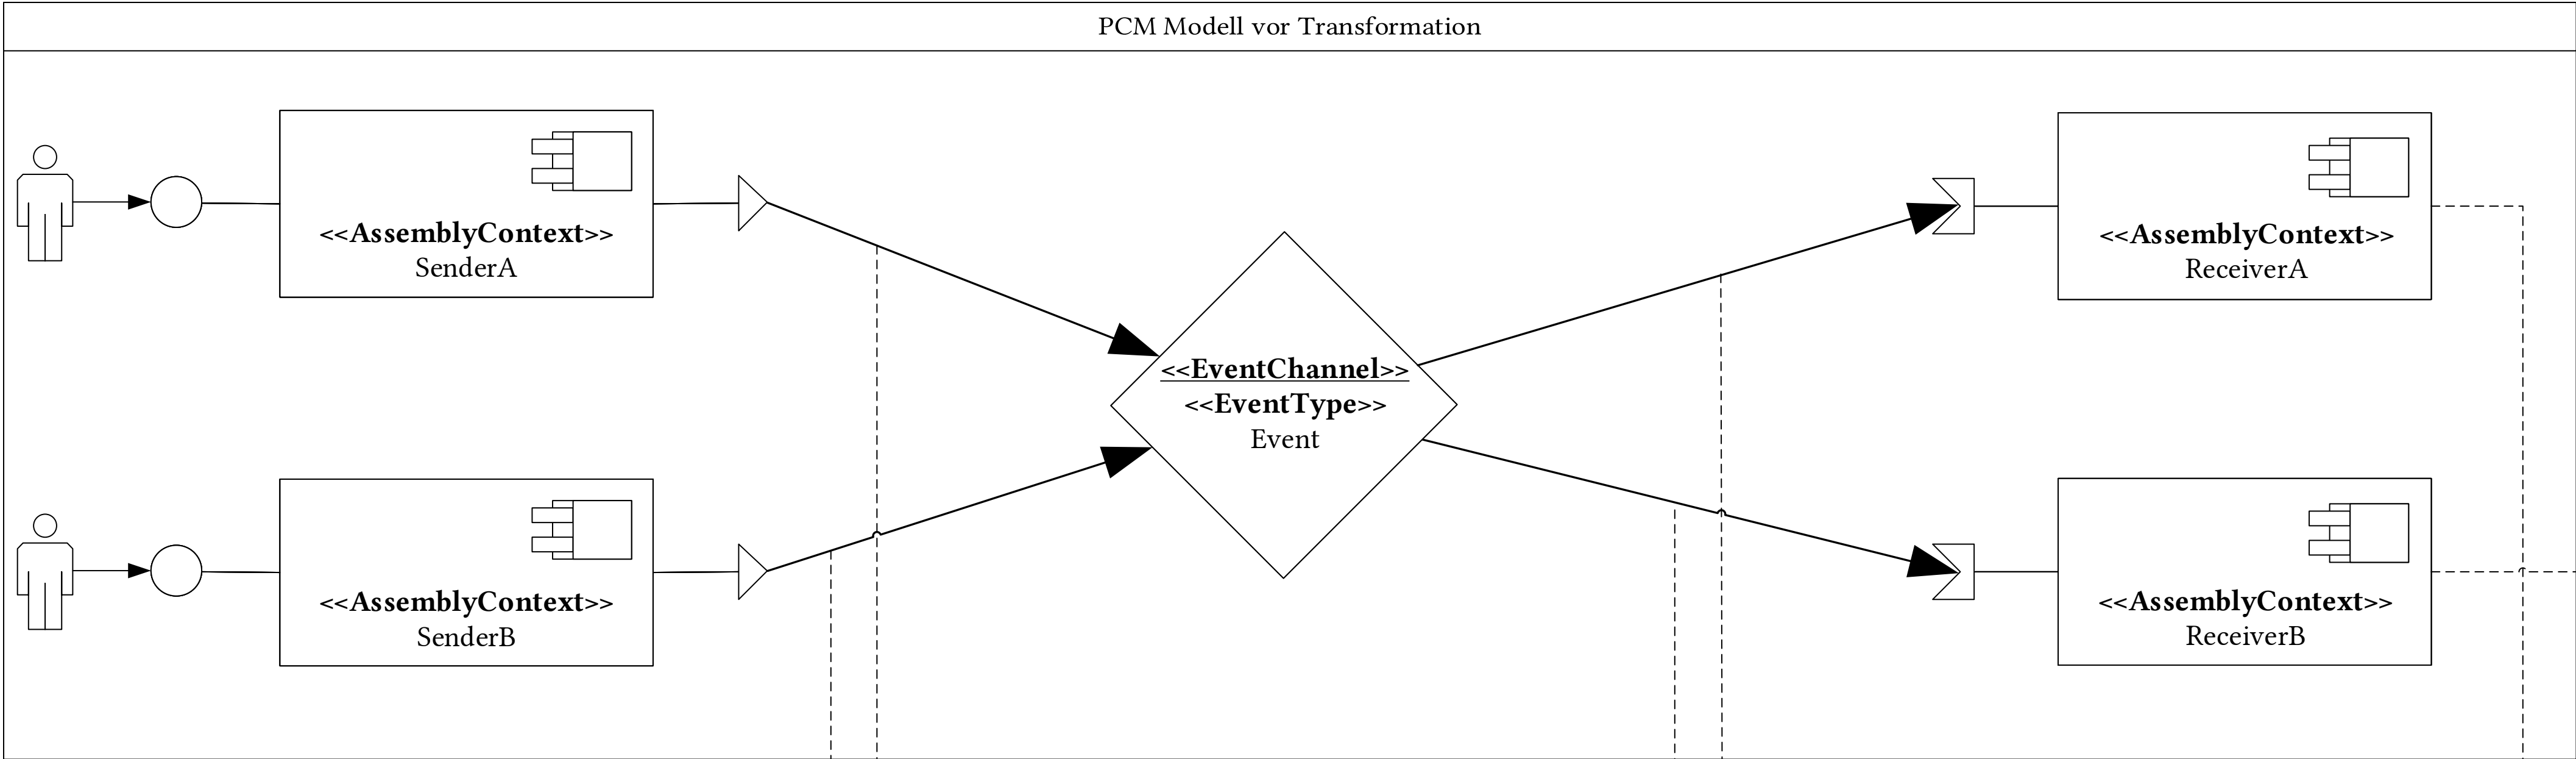 PCM Modell vor Transformation
<<AssemblyContext>>
SenderA
<<AssemblyContext>>
ReceiverA
<<EventChannel>>
<<EventType>>
Event
<<AssemblyContext>>
SenderB
<<AssemblyContext>>
ReceiverB